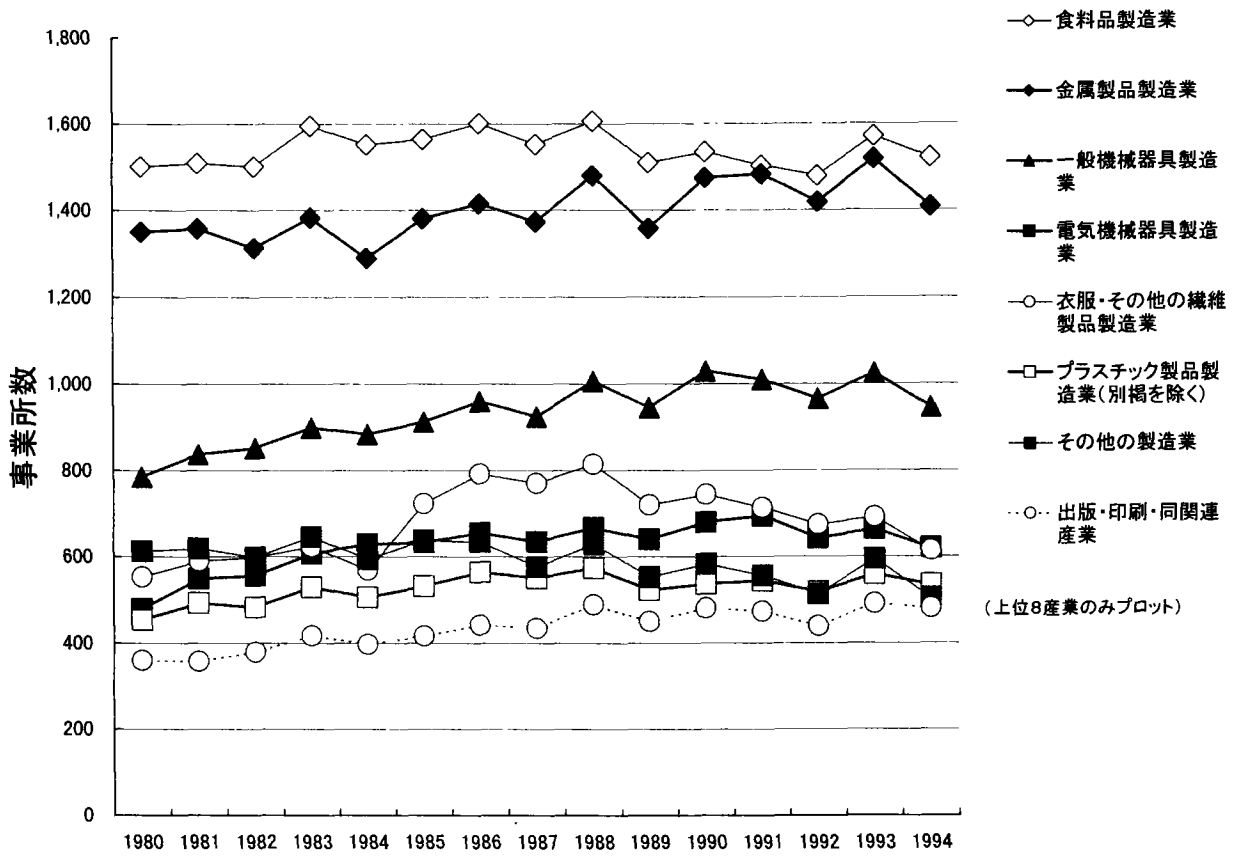 1,800
1,600
1,400
1,200
1,000
800
600
400
200
0
事業所数
1980 1981 1982 1983 1984 1985 1986 1987 1988 1989 1990 1991 1992 1993 1994
食料品製造業
金属製品製造業
一般機械器具製造
業
電気機械器具製造
業
衣服・その他の繊維
製品製造業
プラスチック製品製
造業(別掲を除く)
その他の製造業
出版・印刷・同関連
産業
(上位8産業のみプロット)